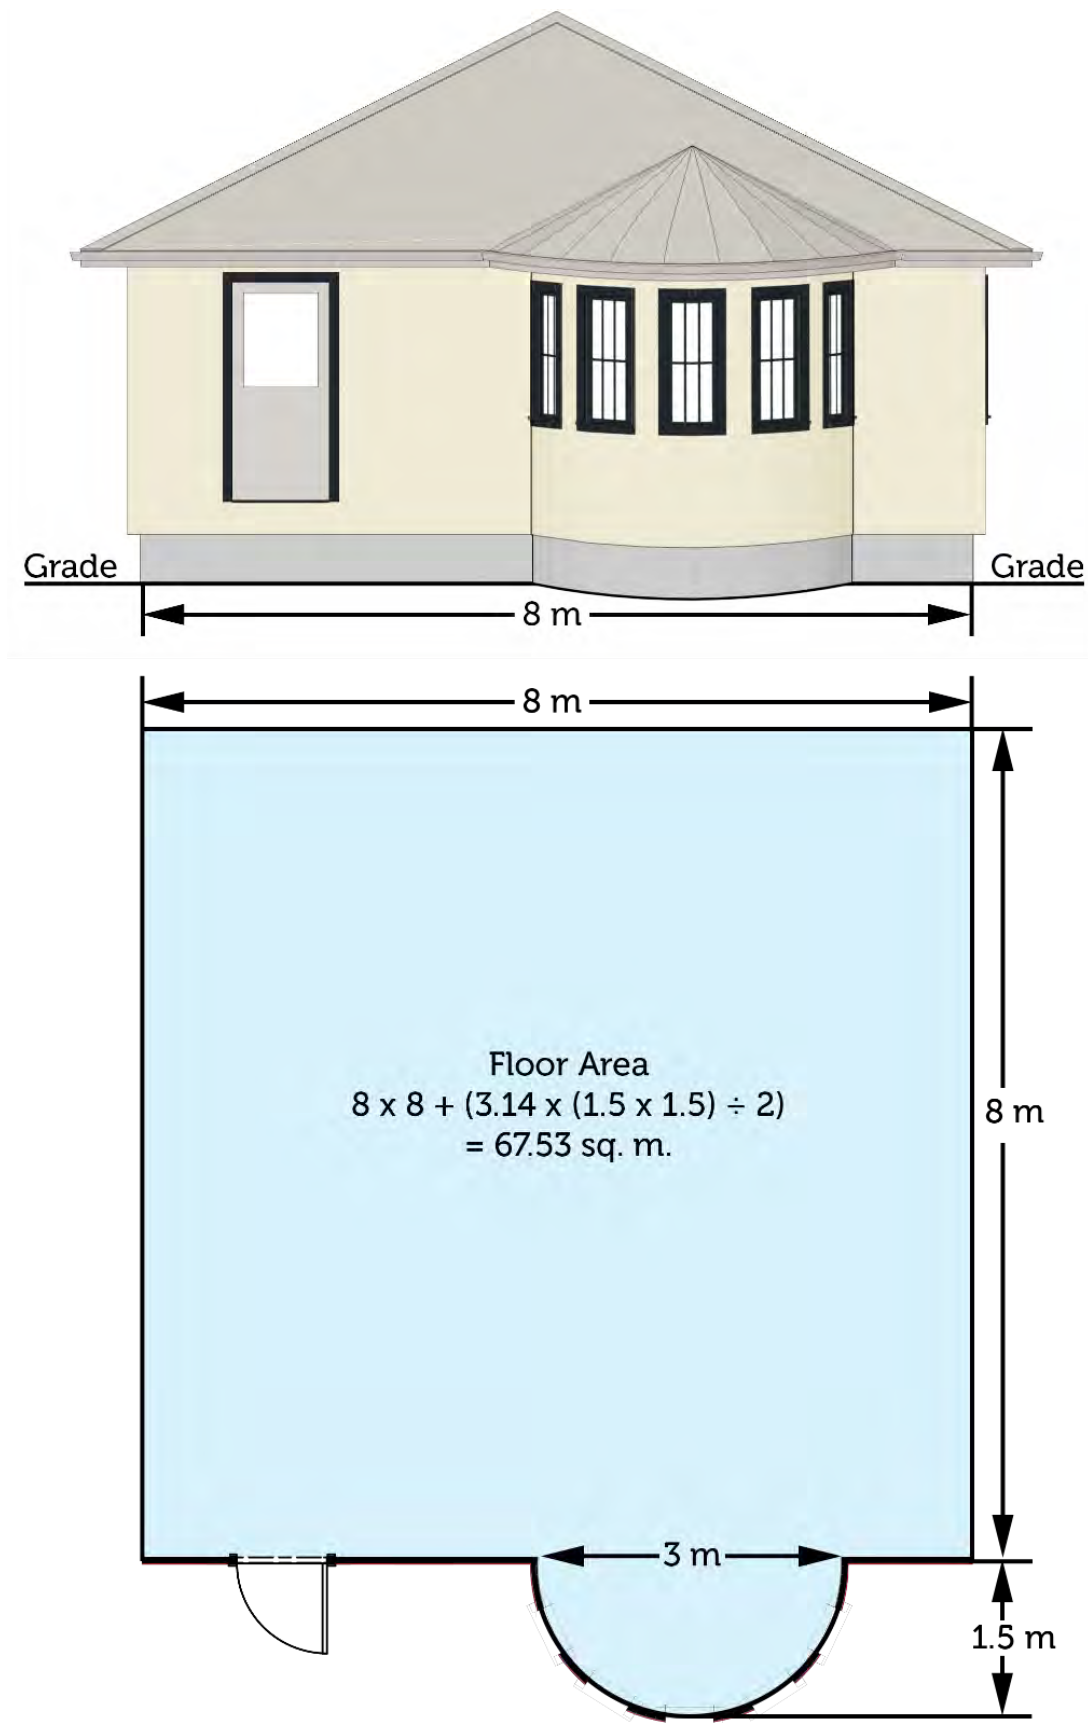 Grade
Grade
8 m
8 m
Floor Area
8 x 8 + (3.14 x (1.5 x 1.5) ÷ 2)
= 67.53 sq. m.
8 m
3 m
1.5 m